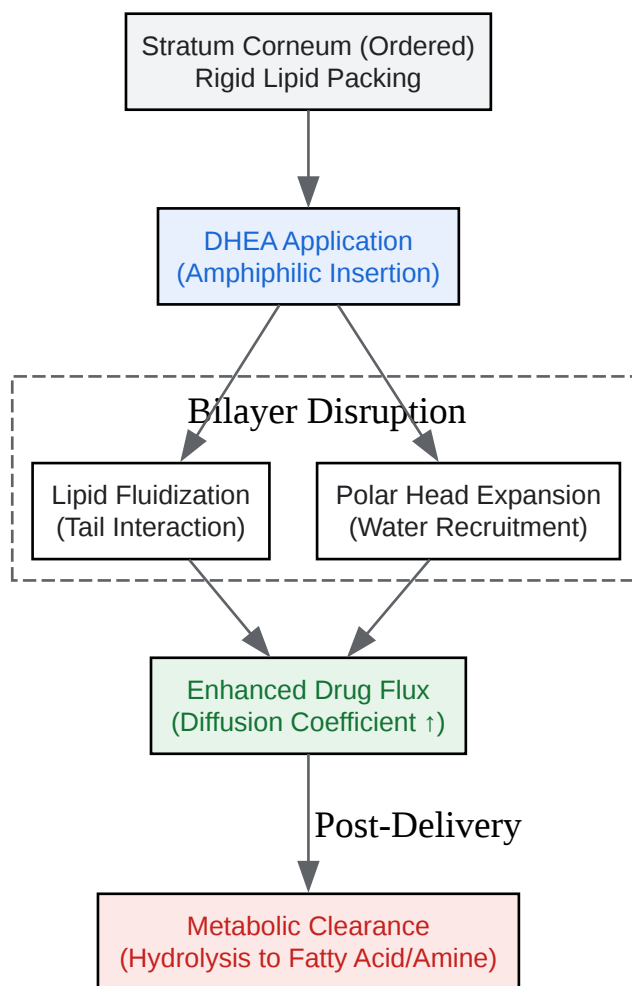 Stratum Corneum (Ordered)
Rigid Lipid Packing
DHEA Application
(Amphiphilic Insertion)
Bilayer Disruption
Lipid Fluidization
(Tail Interaction)
Polar Head Expansion
(Water Recruitment)
Enhanced Drug Flux
(Diffusion Coefficient ↑)
Post-Delivery
Metabolic Clearance
(Hydrolysis to Fatty Acid/Amine)